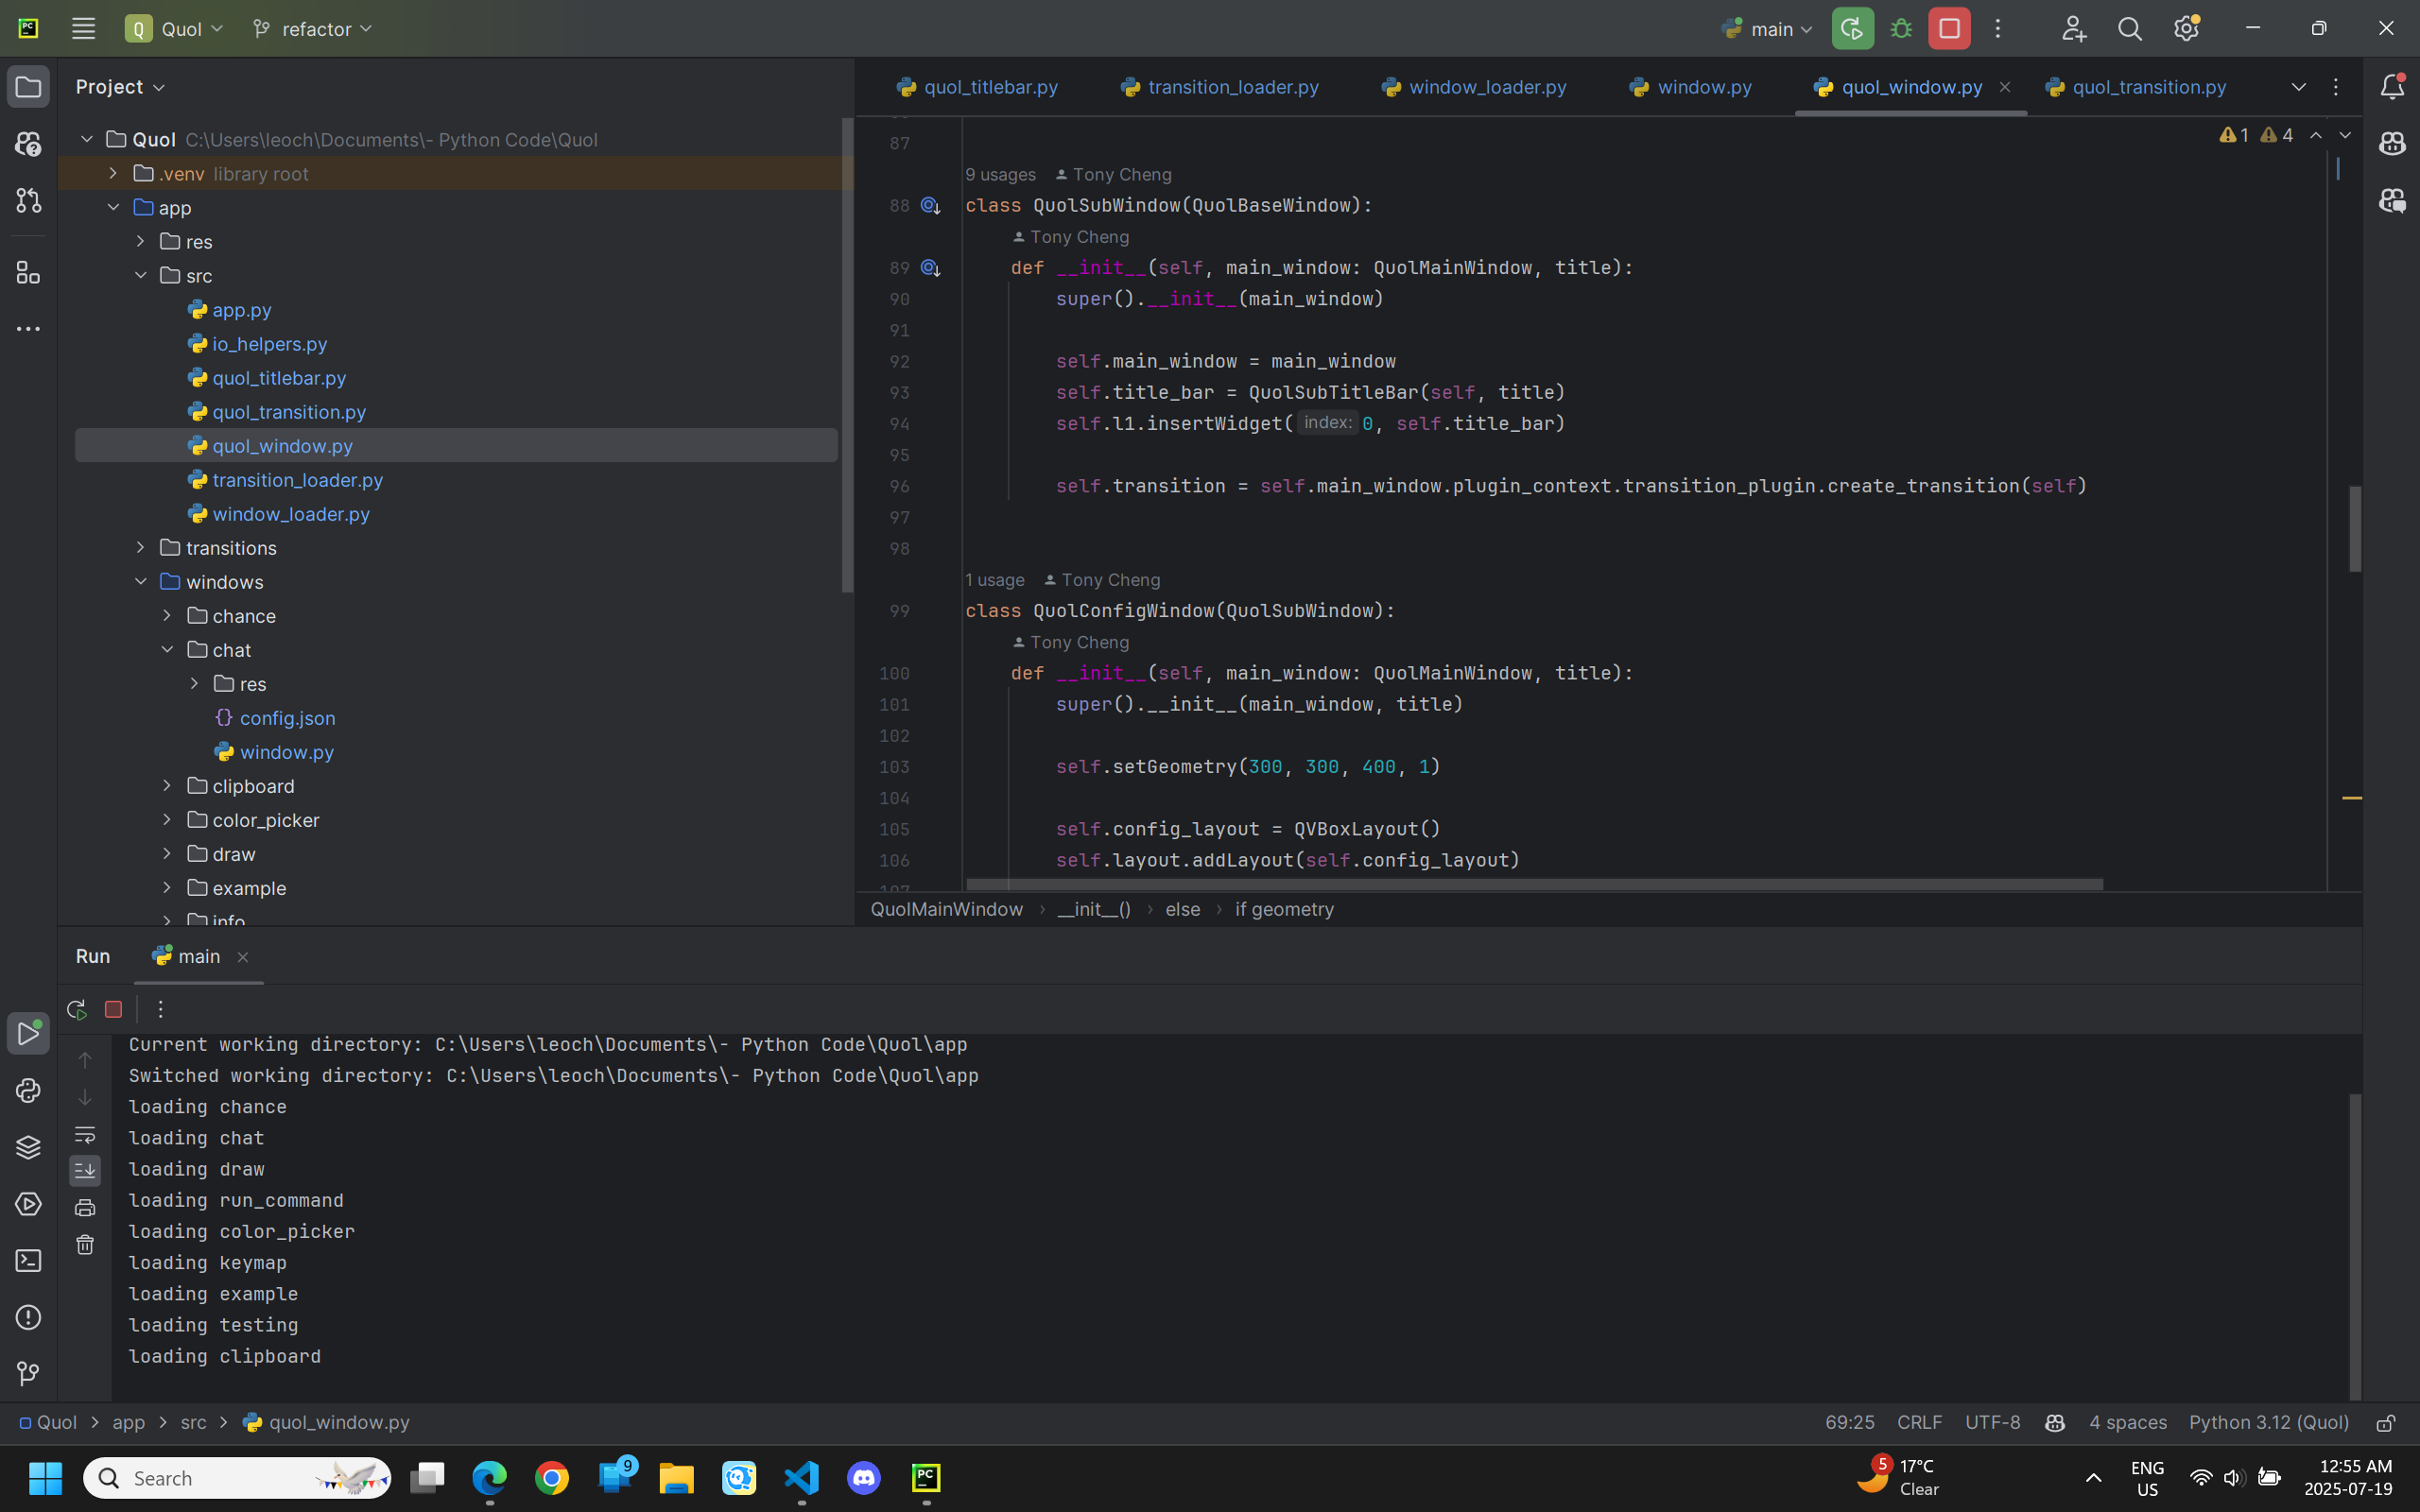 Quol
refactor
main
Project
quol_titlebar.py
transition_loader.py
window_loader.py
window.py
quol_window.py
quol_transition.py
Quol C:\Users\leoch\Documents\- Python Code\Quol
.venv library root
app
res
src
app.py
io_helpers.py
quol_titlebar.py
quol_transition.py
quol_window.py
transition_loader.py
window_loader.py
transitions
windows
chance
chat
res
config.json
window.py
clipboard
color_picker
draw
example
info
1 4
87
9 usages Tony Cheng
88 class QuolSubWindow(QuolBaseWindow):
Tony Cheng
89 def __init__(self, main_window: QuolMainWindow, title):
90 super().__init__(main_window)
91
92 self.main_window = main_window
93 self.title_bar = QuolSubTitleBar(self, title)
94 self.l1.insertWidget( index: 0, self.title_bar)
95
96 self.transition = self.main_window.plugin_context.transition_plugin.create_transition(self)
97
98
1 usage Tony Cheng
99 class QuolConfigWindow(QuolSubWindow):
Tony Cheng
100 def __init__(self, main_window: QuolMainWindow, title):
101 super().__init__(main_window, title)
102
103 self.setGeometry(300, 300, 400, 1)
104
105 self.config_layout = QVBoxLayout()
106 self.layout.addLayout(self.config_layout)
107
QuolMainWindow › __init__() › else › if geometry
Run main
Current working directory: C:\Users\leoch\Documents\- Python Code\Quol\app
Switched working directory: C:\Users\leoch\Documents\- Python Code\Quol\app
loading chance
loading chat
loading draw
loading run_command
loading color_picker
loading keymap
loading example
loading testing
loading clipboard
Quol > app > src > quol_window.py
69:25 CRLF UTF-8 4 spaces Python 3.12 (Quol)
Search
9
PC
5
17°C
Clear
ENG
US
12:55 AM
2025-07-19